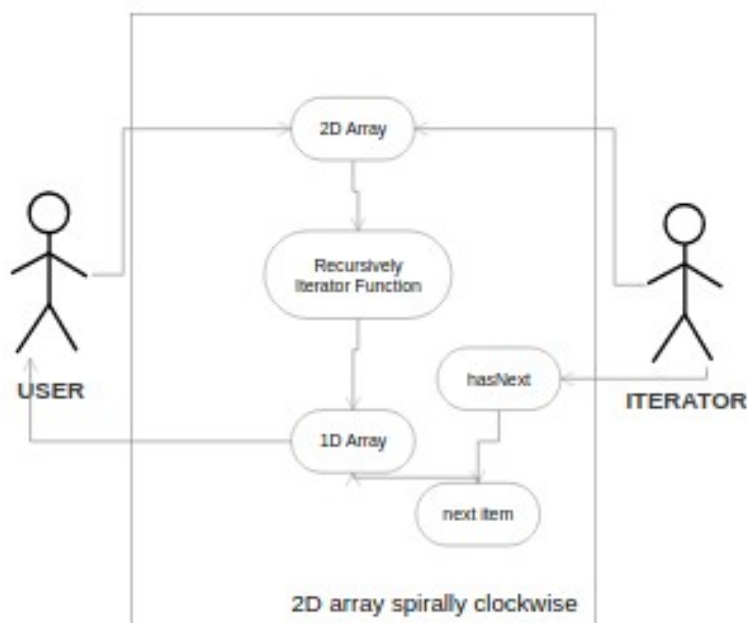 2D Array
Recursively
Iterator Function
hasNext
USER
ITERATOR
1D Array
next item
2D array spirally clockwise